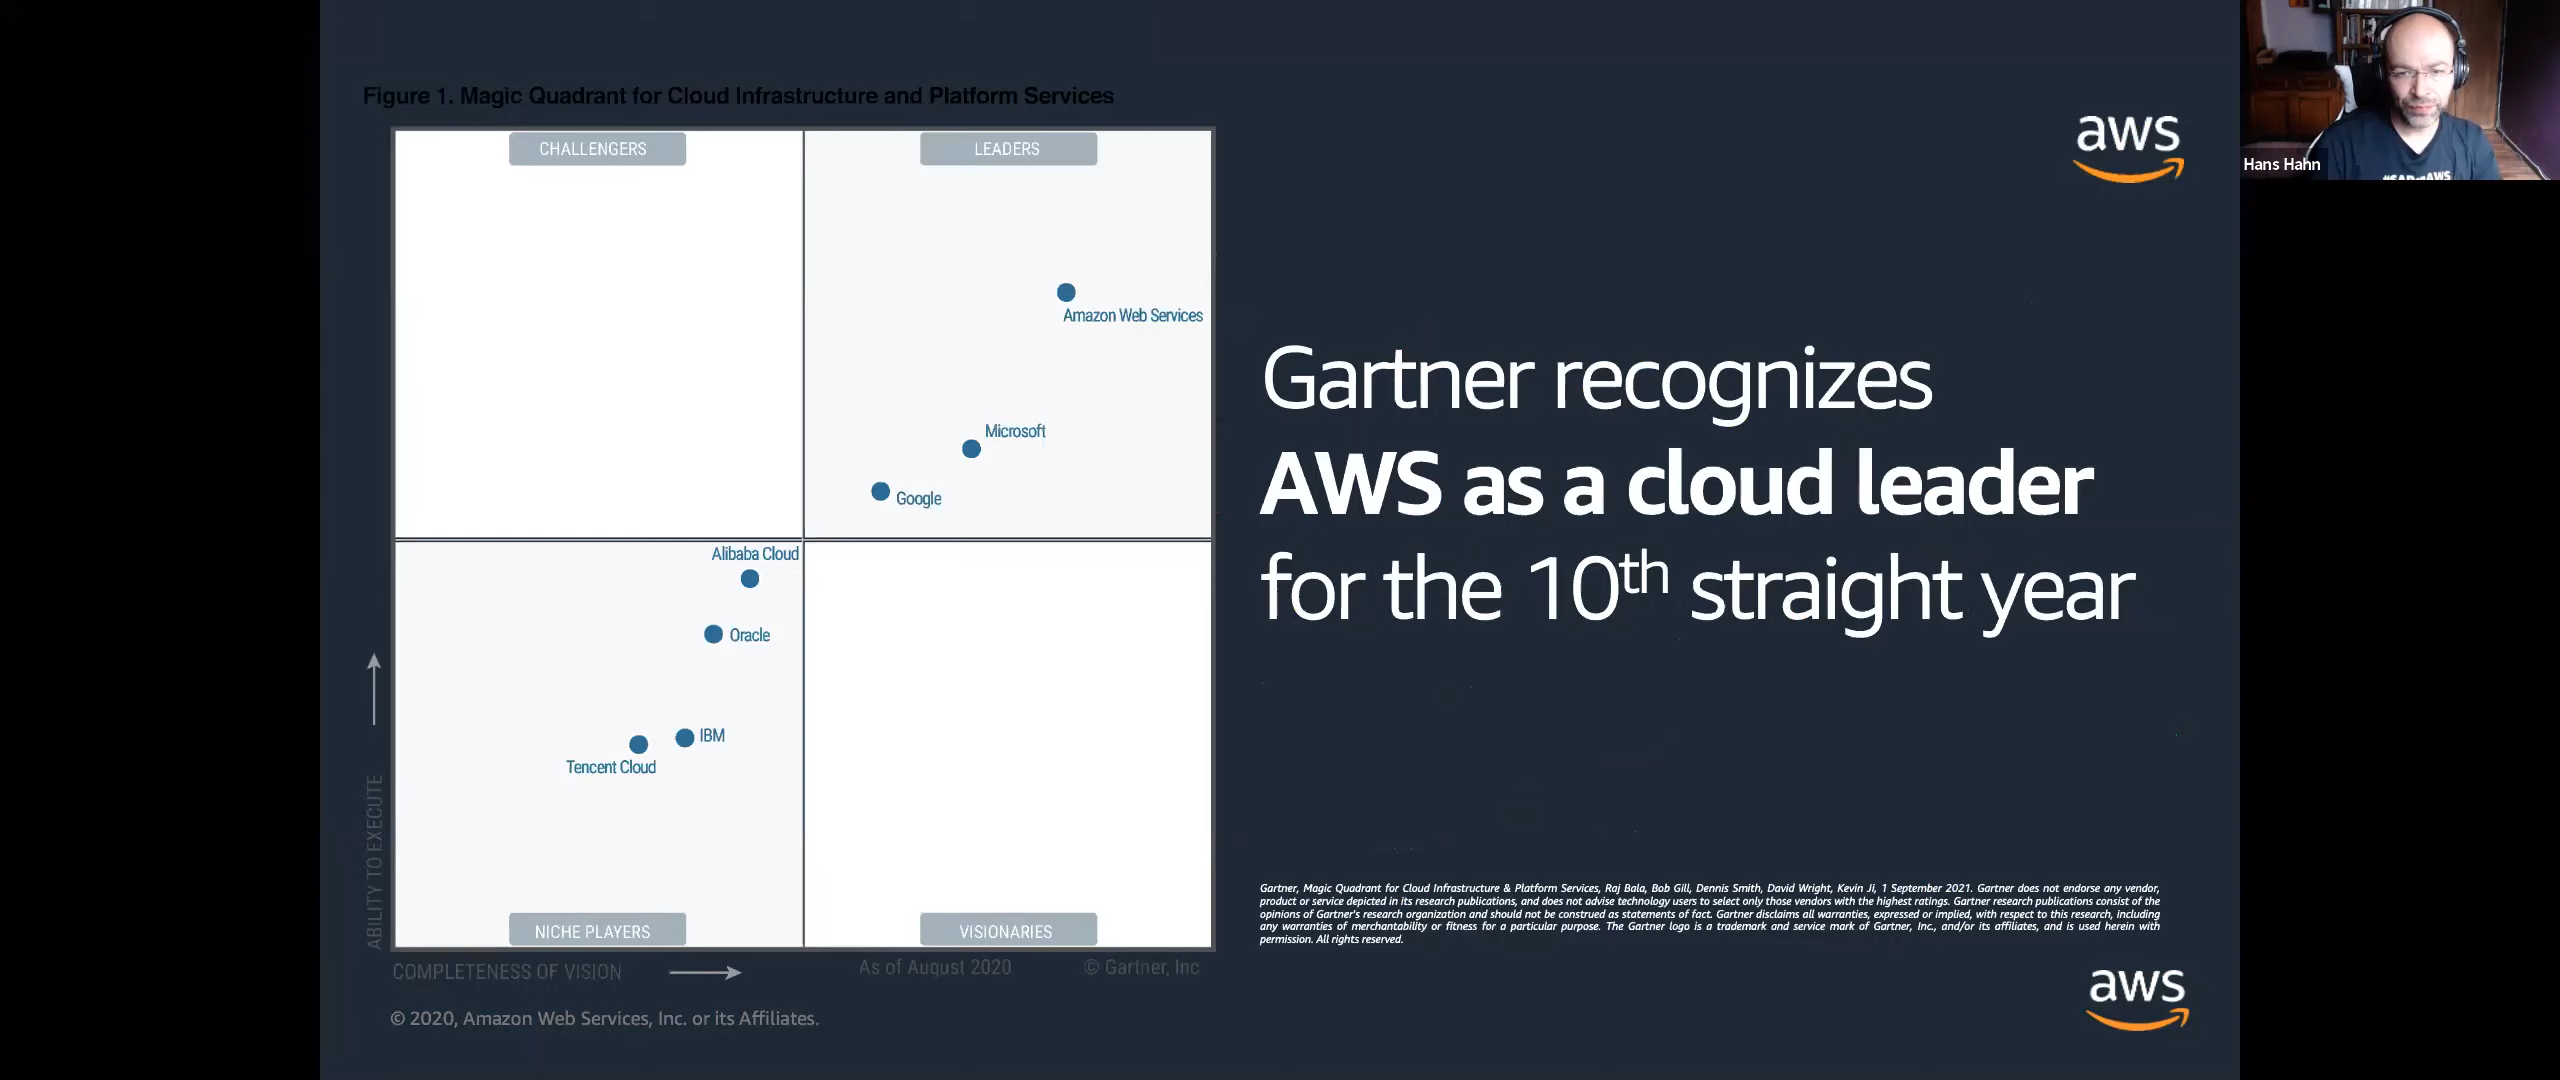 Figure 1. Magic Quadrant for Cloud Infrastructure and Platform Services
CHALLENGERS
LEADERS
Amazon Web Services
Microsoft
Google
Alibaba Cloud
Oracle
IBM
Tencent Cloud
NICHE PLAYERS
VISIONARIES
ABILITY TO EXECUTE
COMPLETENESS OF VISION
As of August 2020
© Gartner, Inc
© 2020, Amazon Web Services, Inc. or its Affiliates.
aws
Gartner recognizes
AWS as a cloud leader
for the 10th straight year
Gartner, Magic Quadrant for Cloud Infrastructure & Platform Services, Raj Bala, Bob Gill, Dennis Smith, David Wright, Kevin Ji, 1 September 2021. Gartner does not endorse any vendor,
product or service depicted in its research publications, and does not advise technology users to select only those vendors with the highest ratings. Gartner research publications consist of the
opinions of Gartner's research organization and should not be construed as statements of fact. Gartner disclaims all warranties, expressed or implied, with respect to this research, including
any warranties of merchantability or fitness for a particular purpose. The Gartner logo is a trademark and service mark of Gartner, Inc., and/or its affiliates, and is used herein with
permission. All rights reserved.
aws
Hans Hahn